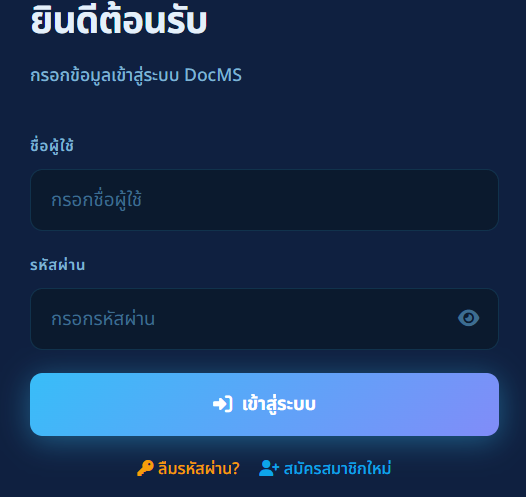 ยินดีต้อนรับ
กรอกข้อมูลเข้าสู่ระบบ DocMS
ชื่อผู้ใช้
กรอกชื่อผู้ใช้
รหัสผ่าน
กรอกรหัสผ่าน
เข้าสู่ระบบ
ลืมรหัสผ่าน? สมัครสมาชิกใหม่